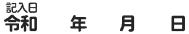 記入日
令和　　年　　月　　日